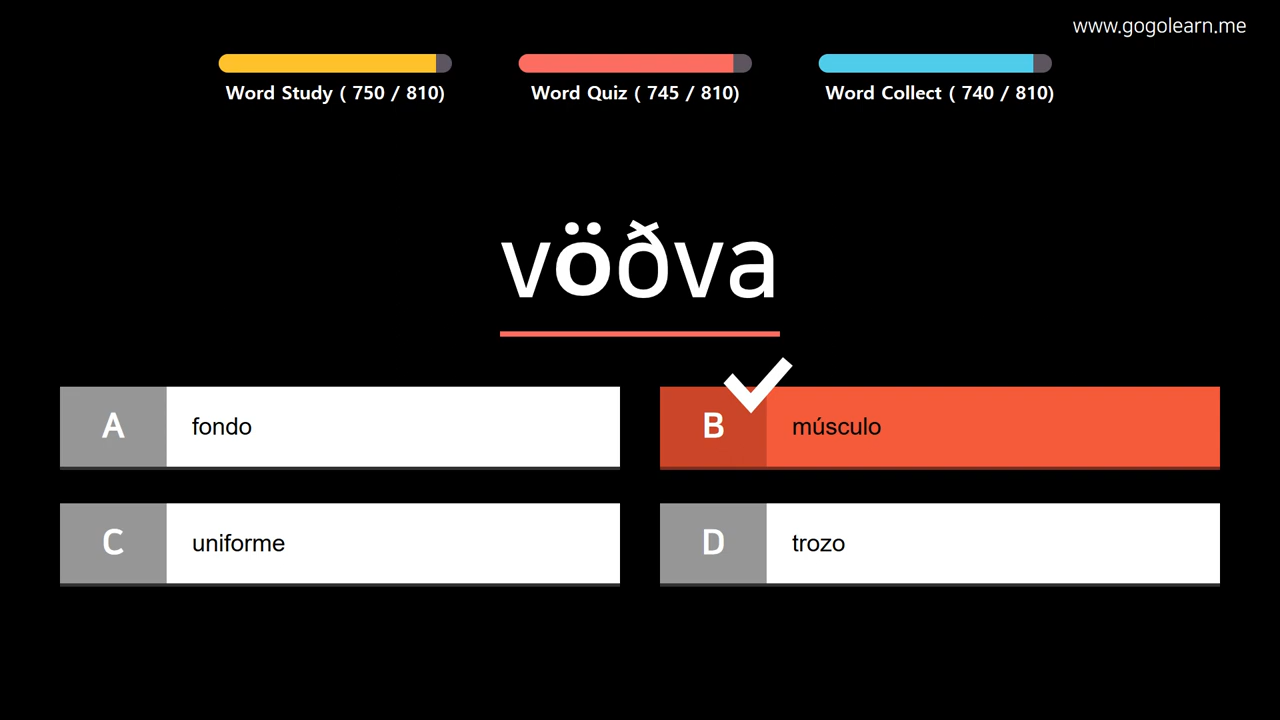 www.gogolearn.me
Word Study ( 750 / 810)
Word Quiz ( 745 / 810)
Word Collect ( 740 / 810)
vöðva
A fondo
B músculo
C uniforme
D trozo